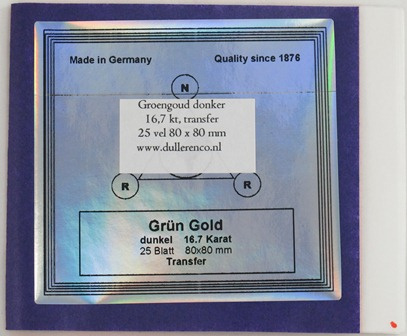 Made in Germany Quality since 1876
N
Groengoud donker
16,7 kt, transfer
25 vel 80 x 80 mm
www.dullerenco.nl
R R
Grün Gold
dunkel 16.7 Karat
25 Blatt 80x80 mm
Transfer